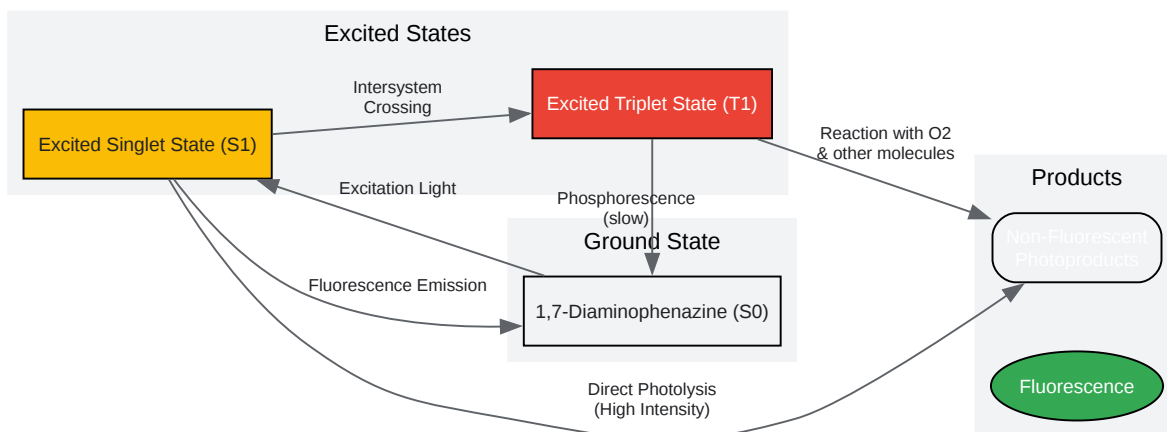 Excited States
Intersystem
Crossing
Excited Triplet State (T1)
Excited Singlet State (S1)
Reaction with O2
& other molecules
Products
Excitation Light
Phosphorescence
(slow)
Ground State
Non-Fluorescent
Photoproducts
Fluorescence Emission
1,7-Diaminophenazine (S0)
Direct Photolysis
(High Intensity)
Fluorescence